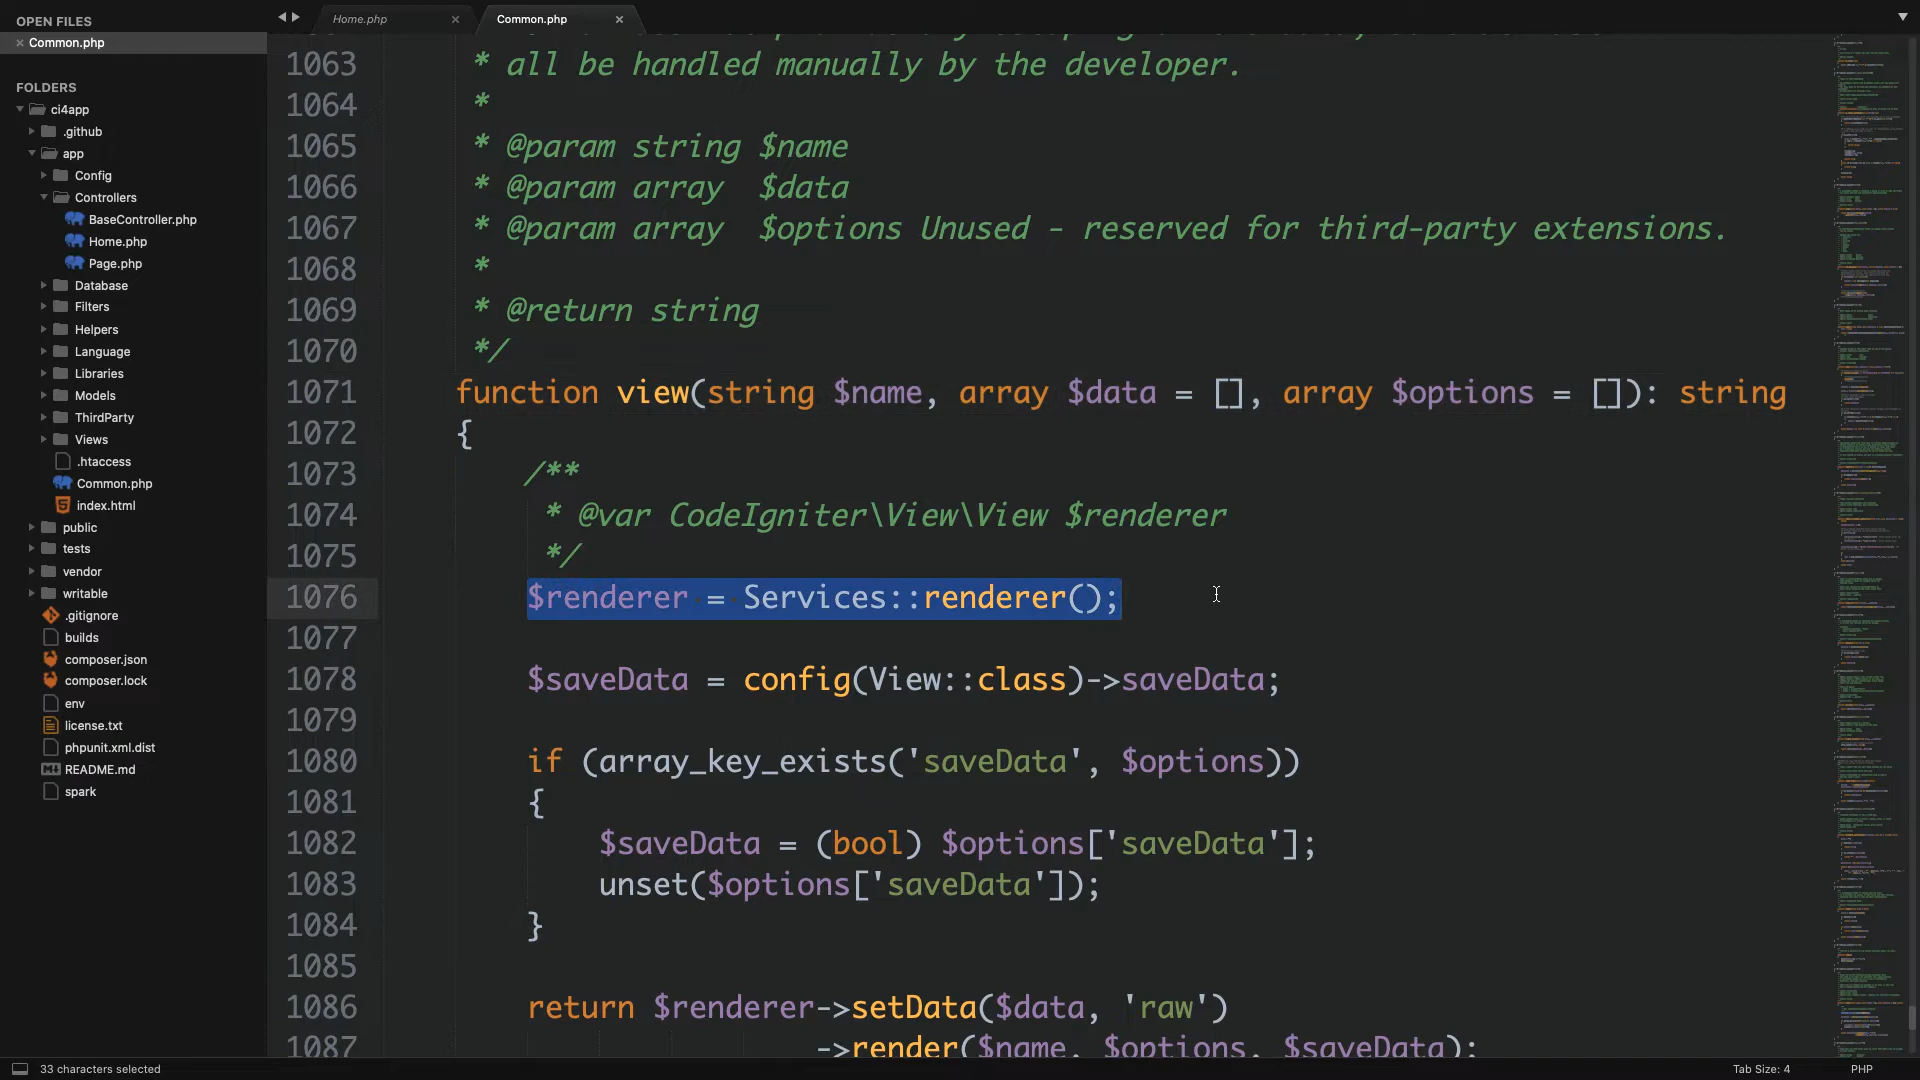 OPEN FILES
Common.php
FOLDERS
ci4app
.github
app
Config
Controllers
BaseController.php
Home.php
Page.php
Database
Filters
Helpers
Language
Libraries
Models
ThirdParty
Views
.htaccess
Common.php
index.html
public
tests
vendor
writable
.gitignore
builds
composer.json
composer.lock
env
license.txt
phpunit.xml.dist
README.md
spark
Home.php
Common.php
1063 * all be handled manually by the developer.
1064 *
1065 * @param string $name
1066 * @param array  $data
1067 * @param array  $options Unused - reserved for third-party extensions.
1068 *
1069 * @return string
1070 */
1071 function view(string $name, array $data = [], array $options = []): string
1072 {
1073 /**
1074 * @var CodeIgniter\View\View $renderer
1075 */
1076 $renderer = Services::renderer();
1077
1078 $saveData = config(View::class)->saveData;
1079
1080 if (array_key_exists('saveData', $options))
1081 {
1082 $saveData = (bool) $options['saveData'];
1083 unset($options['saveData']);
1084 }
1085
1086 return $renderer->setData($data, 'raw')
1087 ->render($name, $options, $saveData);
33 characters selected
Tab Size: 4
PHP